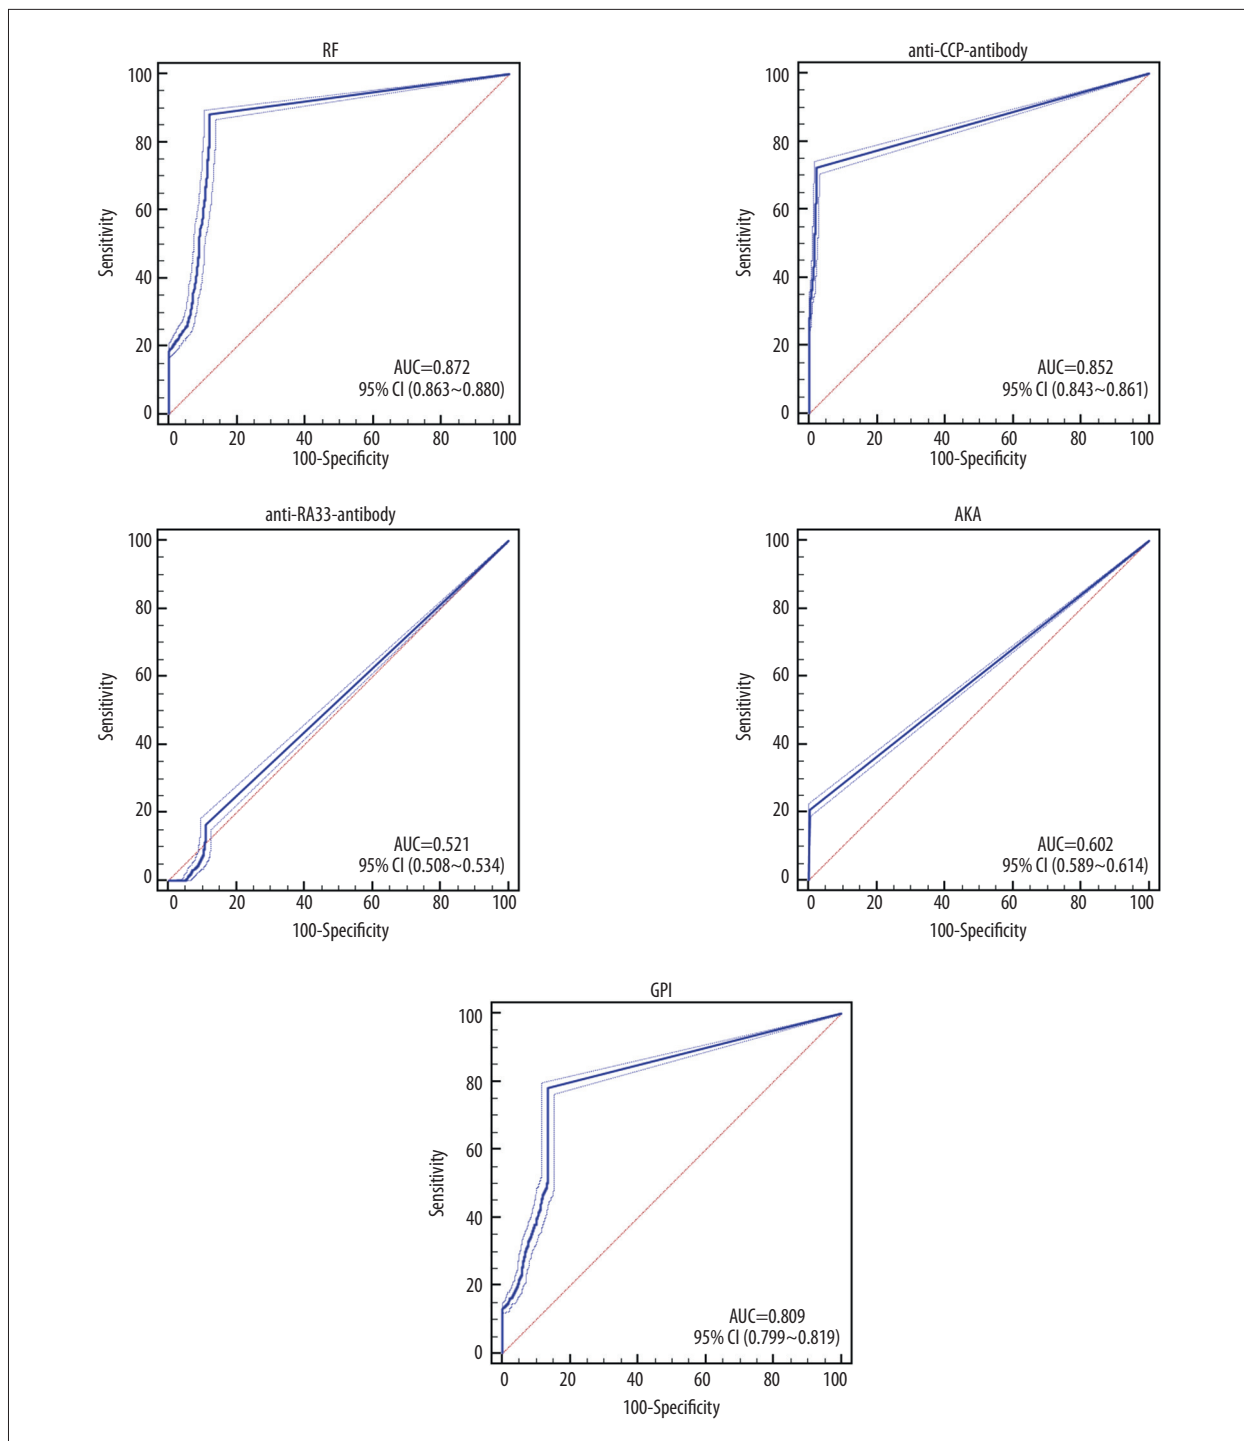 RF
100
80
60
40
20
0
Sensitivity
AUC=0.872
95% CI (0.863~0.880)
0 20 40 60 80 100
100-Specificity
anti-CCP-antibody
100
80
60
40
20
0
Sensitivity
AUC=0.852
95% CI (0.843~0.861)
0 20 40 60 80 100
100-Specificity
anti-RA33-antibody
100
80
60
40
20
0
Sensitivity
AUC=0.521
95% CI (0.508~0.534)
0 20 40 60 80 100
100-Specificity
AKA
100
80
60
40
20
0
Sensitivity
AUC=0.602
95% CI (0.589~0.614)
0 20 40 60 80 100
100-Specificity
GPI
100
80
60
40
20
0
Sensitivity
AUC=0.809
95% CI (0.799~0.819)
0 20 40 60 80 100
100-Specificity